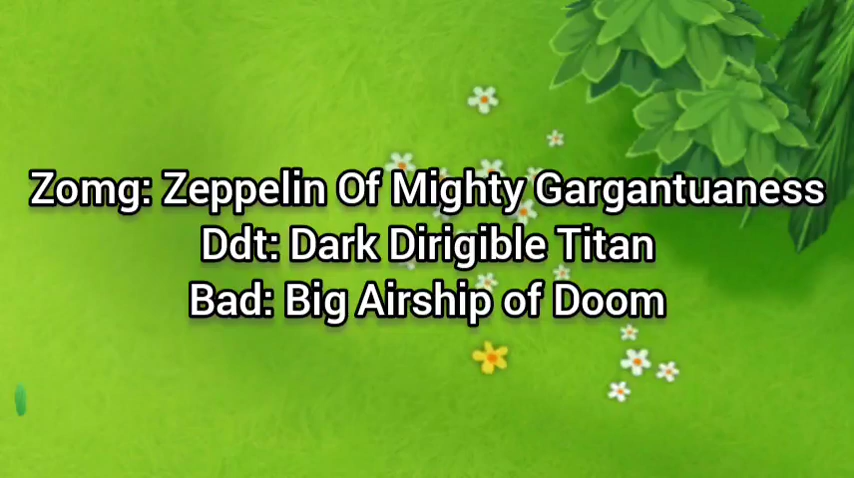 Zomg: Zeppelin Of Mighty Gargantuaness
Ddt: Dark Dirigible Titan
Bad: Big Airship of Doom